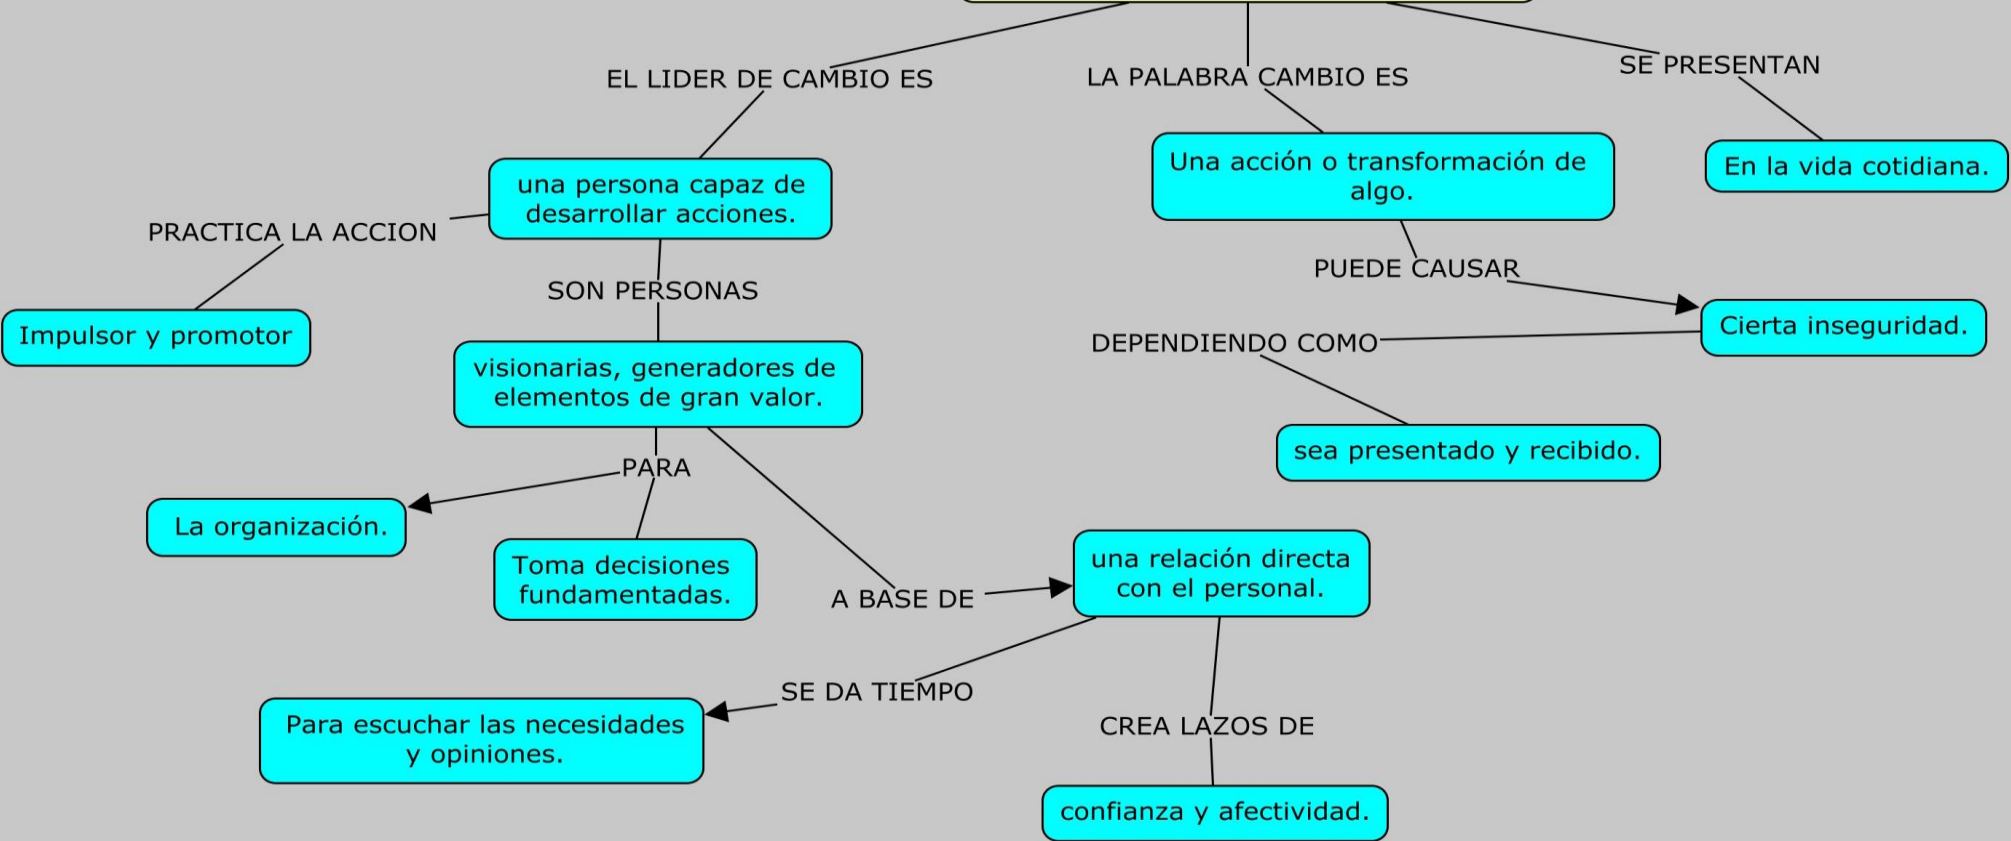 EL LIDER DE CAMBIO ES
LA PALABRA CAMBIO ES
SE PRESENTAN
una persona capaz de
desarrollar acciones.
Una acción o transformación de
algo.
En la vida cotidiana.
PRACTICA LA ACCION
SON PERSONAS
PUEDE CAUSAR
Impulsor y promotor
Cierta inseguridad.
DEPENDIENDO COMO
visionarias, generadores de
elementos de gran valor.
sea presentado y recibido.
PARA
La organización.
Toma decisiones
fundamentadas.
A BASE DE
una relación directa
con el personal.
SE DA TIEMPO
Para escuchar las necesidades
y opiniones.
CREA LAZOS DE
confianza y afectividad.